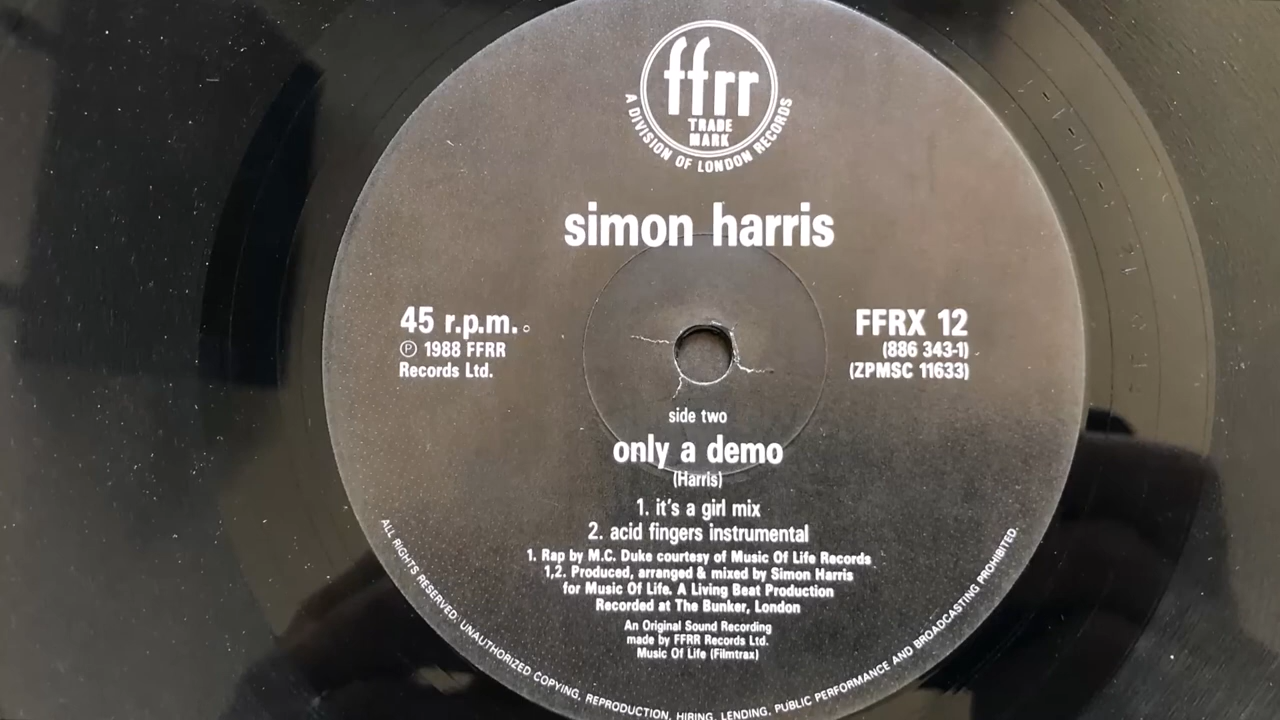 ffrr
TRADE
MARK
A DIVISION OF LONDON RECORDS
simon harris
45 r.p.m.
℗ 1988 FFRR
Records Ltd.
FFRX 12
(886 343-1)
(ZPMSC 11633)
side two
only a demo
(Harris)
1. it's a girl mix
2. acid fingers instrumental
1. Rap by M.C. Duke courtesy of Music Of Life Records
1,2. Produced, arranged & mixed by Simon Harris
for Music Of Life. A Living Beat Production
Recorded at The Bunker, London
An Original Sound Recording
made by FFRR Records Ltd.
Music Of Life (Filmtrax)
ALL RIGHTS RESERVED. UNAUTHORIZED COPYING, REPRODUCTION, HIRING, LENDING, PUBLIC PERFORMANCE AND BROADCASTING PROHIBITED.